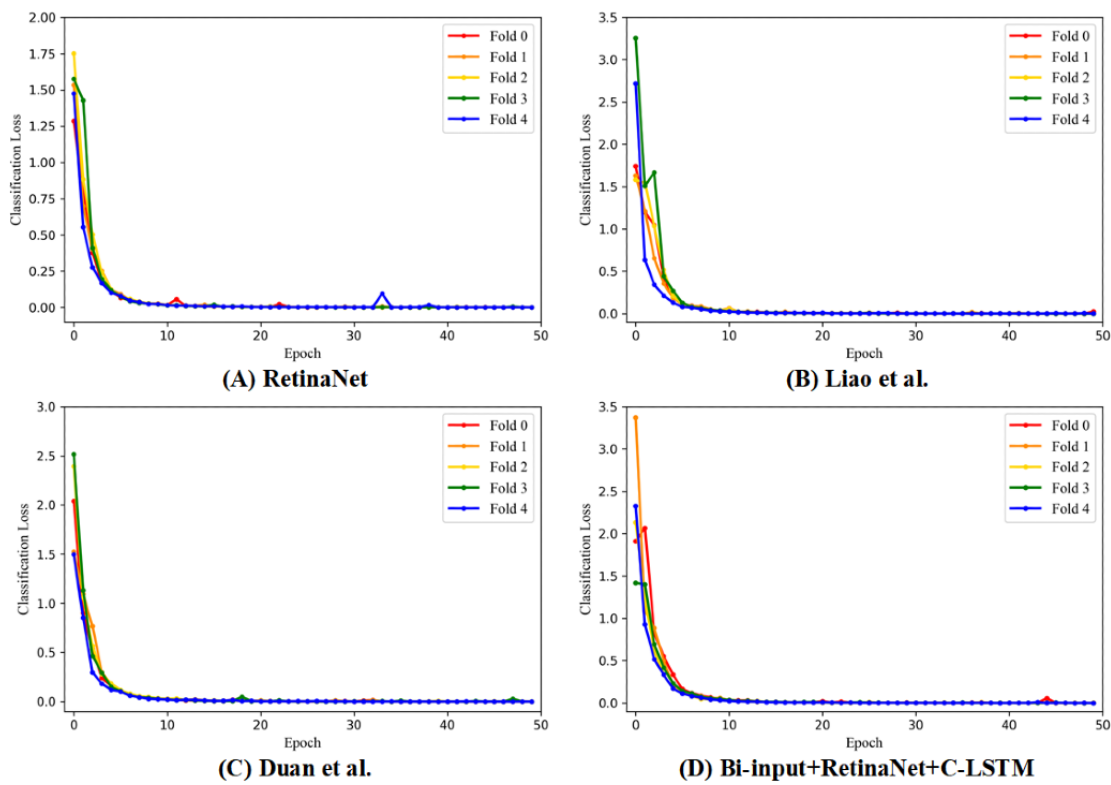 2.00
1.75
1.50
1.25
1.00
0.75
0.50
0.25
0.00
Classification Loss
0 10 20 30 40 50
Epoch
Fold 0
Fold 1
Fold 2
Fold 3
Fold 4
(A) RetinaNet
3.5
3.0
2.5
2.0
1.5
1.0
0.5
0.0
Classification Loss
0 10 20 30 40 50
Epoch
Fold 0
Fold 1
Fold 2
Fold 3
Fold 4
(B) Liao et al.
3.0
2.5
2.0
1.5
1.0
0.5
0.0
Classification Loss
0 10 20 30 40 50
Epoch
Fold 0
Fold 1
Fold 2
Fold 3
Fold 4
(C) Duan et al.
3.5
3.0
2.5
2.0
1.5
1.0
0.5
0.0
Classification Loss
0 10 20 30 40 50
Epoch
Fold 0
Fold 1
Fold 2
Fold 3
Fold 4
(D) Bi-input+RetinaNet+C-LSTM